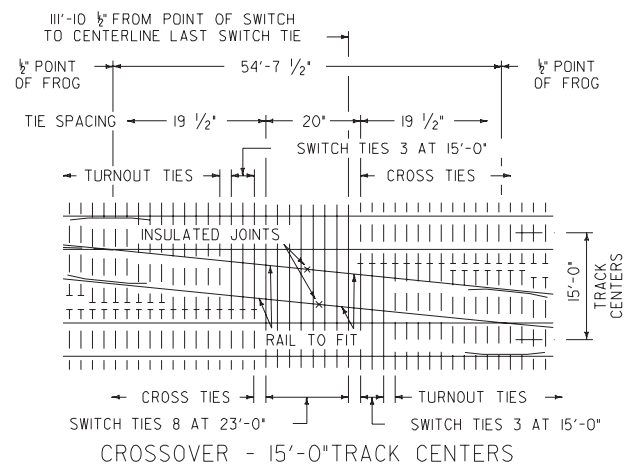 111'-10 ½" FROM POINT OF SWITCH
TO CENTERLINE LAST SWITCH TIE
½" POINT
OF FROG
54'-7 ½"
½" POINT
OF FROG
TIE SPACING
19 ½"
20"
19 ½"
SWITCH TIES 3 AT 15'-0"
TURNOUT TIES
CROSS TIES
INSULATED JOINTS
15'-0"
TRACK
CENTERS
RAIL TO FIT
CROSS TIES
TURNOUT TIES
SWITCH TIES 8 AT 23'-0"
SWITCH TIES 3 AT 15'-0"
CROSSOVER - 15'-0"TRACK CENTERS